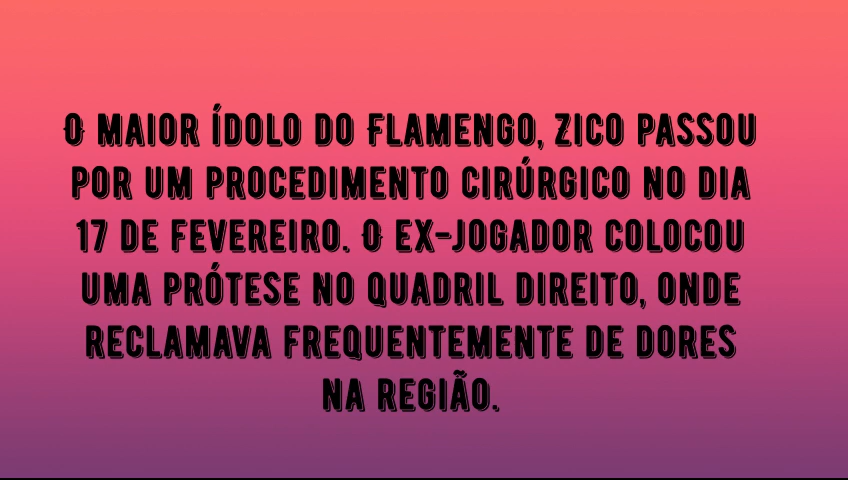 O MAIOR ÍDOLO DO FLAMENGO, ZICO PASSOU
POR UM PROCEDIMENTO CIRÚRGICO NO DIA
17 DE FEVEREIRO. O EX-JOGADOR COLOCOU
UMA PRÓTESE NO QUADRIL DIREITO, ONDE
RECLAMAVA FREQUENTEMENTE DE DORES
NA REGIÃO.